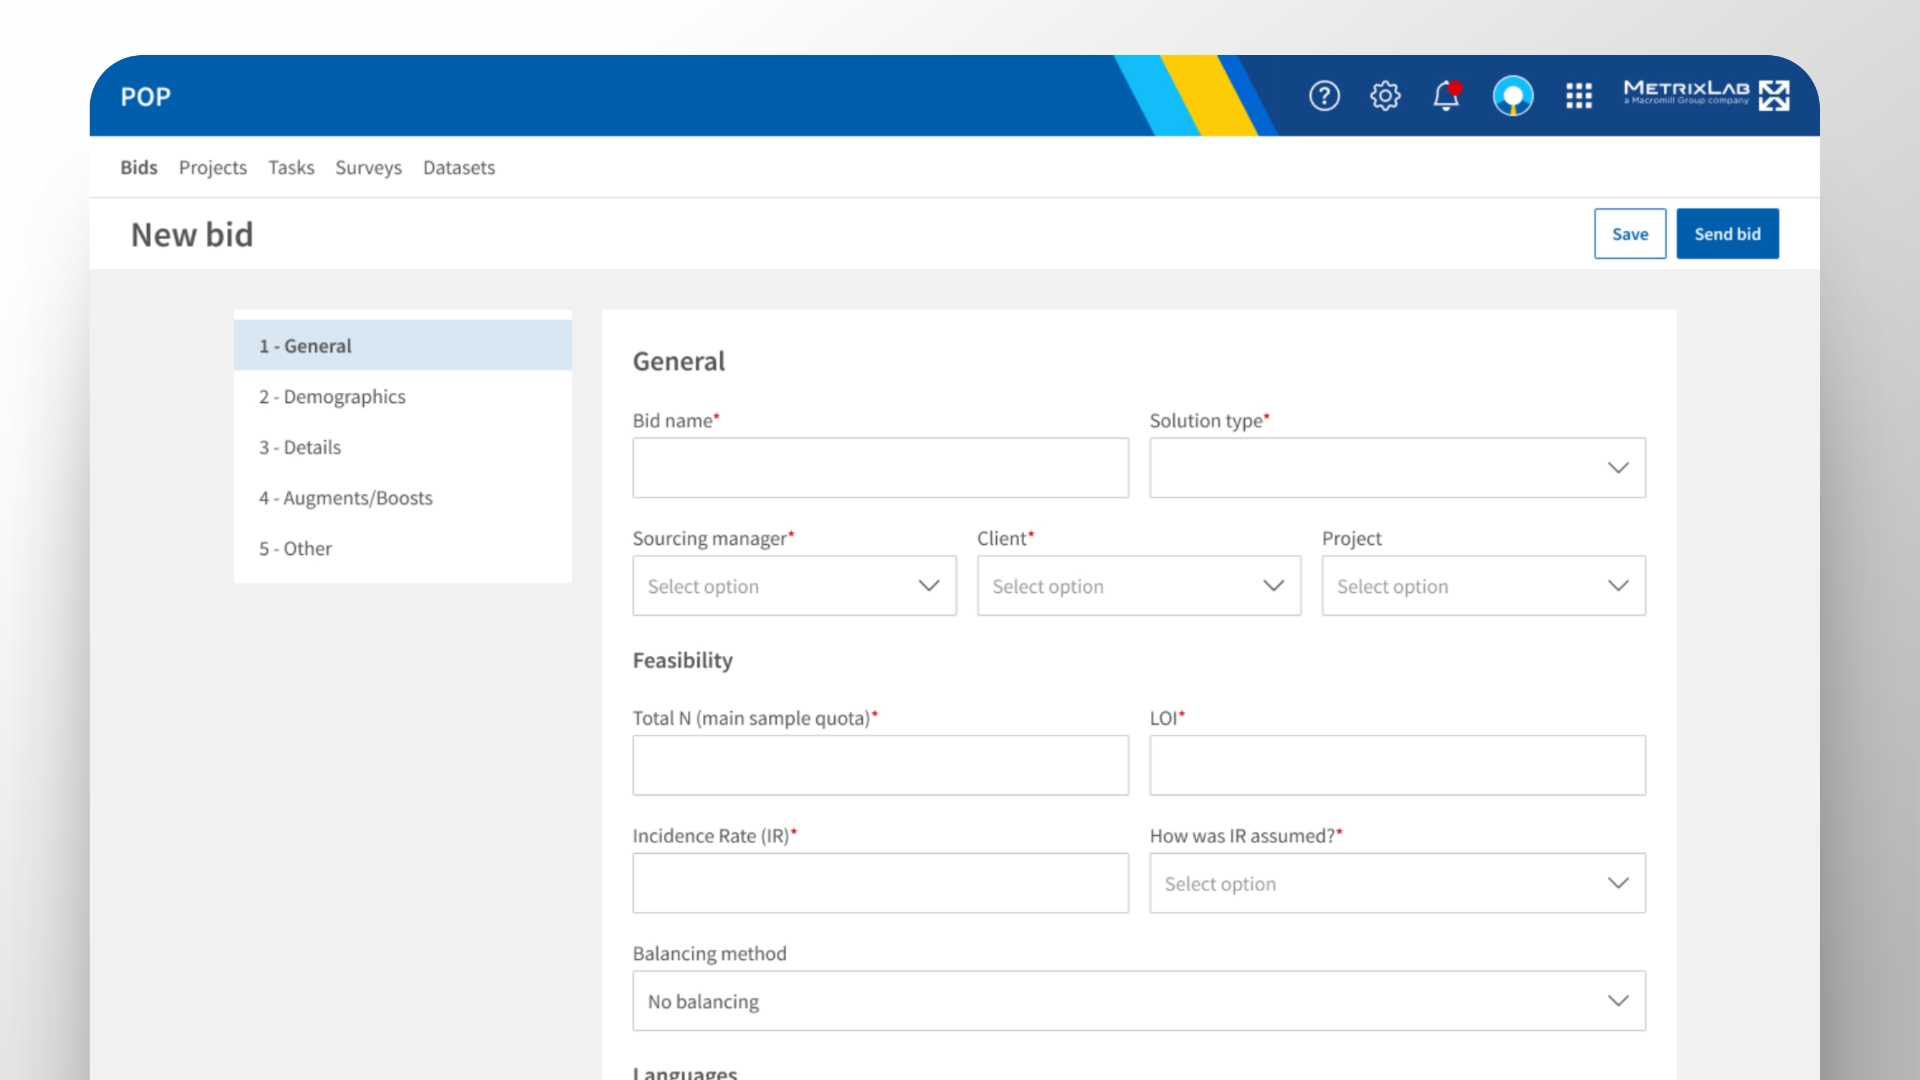 POP
?
METRIXLAB
a Macromill Group company
Bids Projects Tasks Surveys Datasets
New bid
Save
Send bid
1 - General
2 - Demographics
3 - Details
4 - Augments/Boosts
5 - Other
General
Bid name*
Solution type*
Sourcing manager*
Client*
Project
Select option
Select option
Select option
Feasibility
Total N (main sample quota)*
LOI*
Incidence Rate (IR)*
How was IR assumed?*
Select option
Balancing method
No balancing
Languages